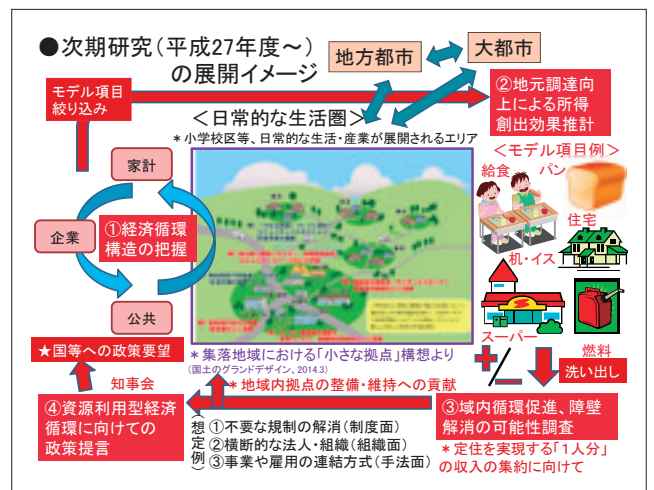 ●次期研究(平成27年度～)
の展開イメージ
地方都市
大都市
モデル項目
絞り込み
②地元調達向
上による所得
創出効果推計
＜日常的な生活圏＞
＊小学校区等、日常的な生活・産業が展開されるエリア
＜モデル項目例＞
給食
パン
家計
企業
公共
①経済循環
構造の把握
住宅
机・イス
スーパー
燃料
★国等への政策要望
＊集落地域における「小さな拠点」構想より
(国土のグランドデザイン、2014.3)
＋/－
洗い出し
知事会
＊地域内拠点の整備・維持への貢献
④資源利用型経済
循環に向けての
政策提言
(想定例)
①不要な規制の解消(制度面)
②横断的な法人・組織(組織面)
③事業や雇用の連結方式(手法面)
③域内循環促進、障壁
解消の可能性調査
＊定住を実現する「１人分」
の収入の集約に向けて